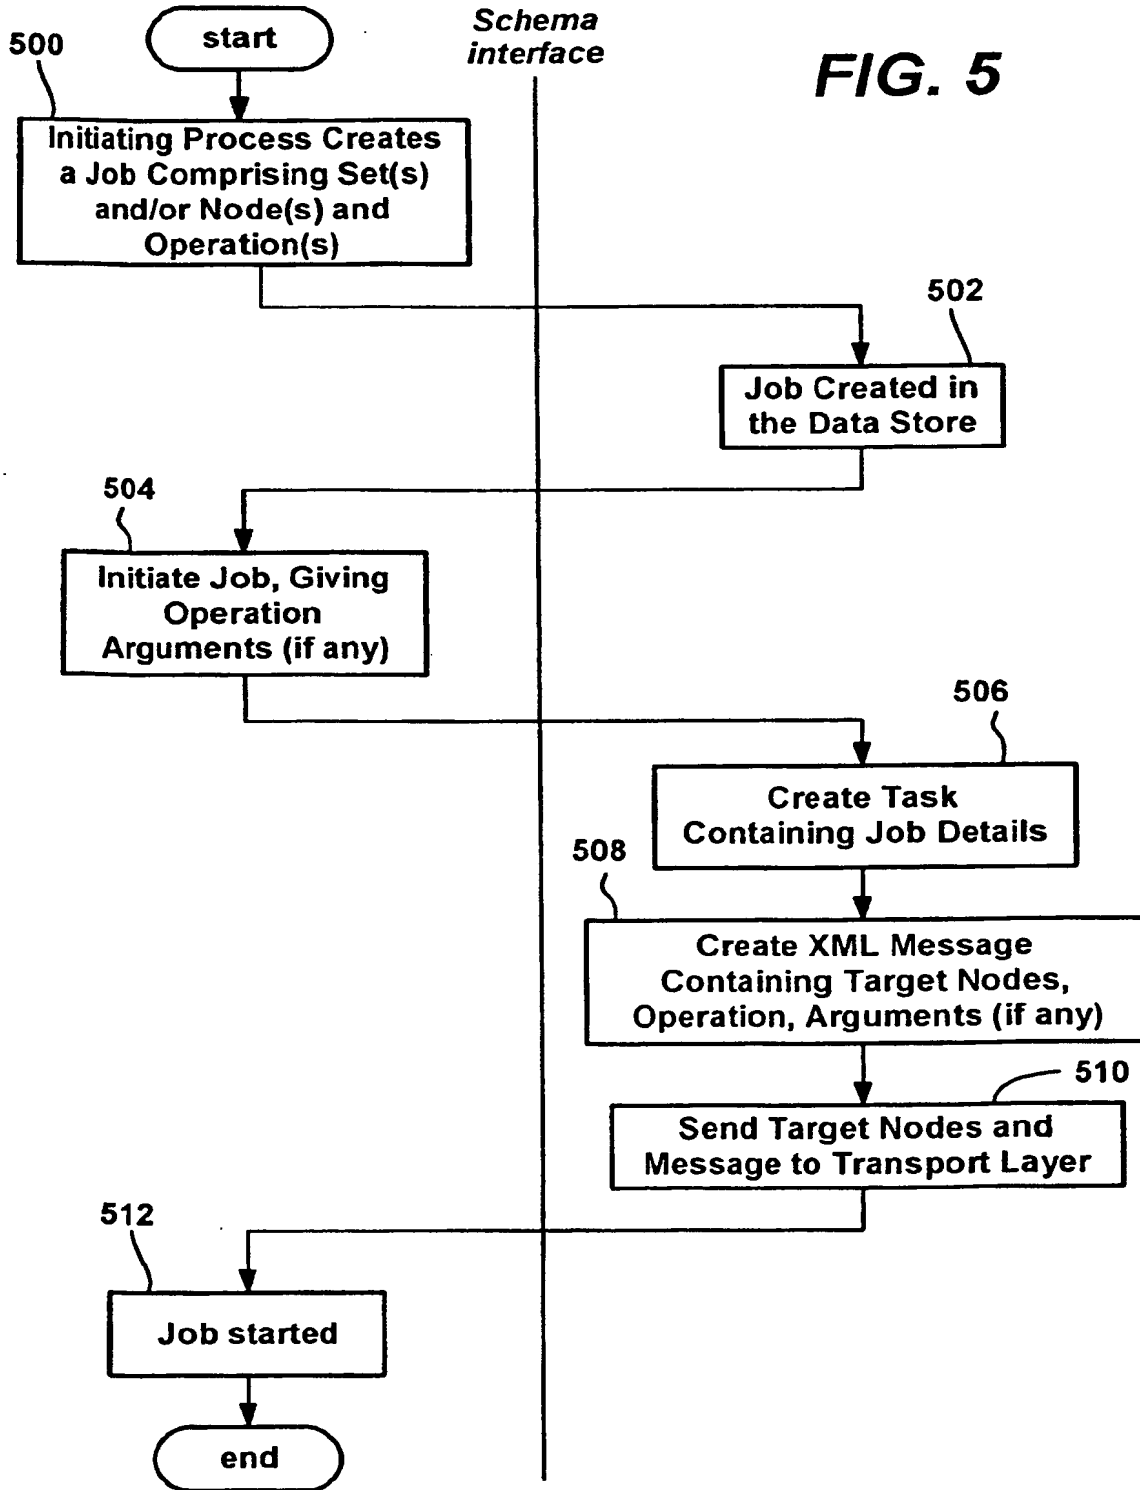 start
Schema
interface
FIG. 5
500
Initiating Process Creates
a Job Comprising Set(s)
and/or Node(s) and
Operation(s)
502
Job Created in
the Data Store
504
Initiate Job, Giving
Operation
Arguments (if any)
506
Create Task
Containing Job Details
508
Create XML Message
Containing Target Nodes,
Operation, Arguments (if any)
510
Send Target Nodes and
Message to Transport Layer
512
Job started
end